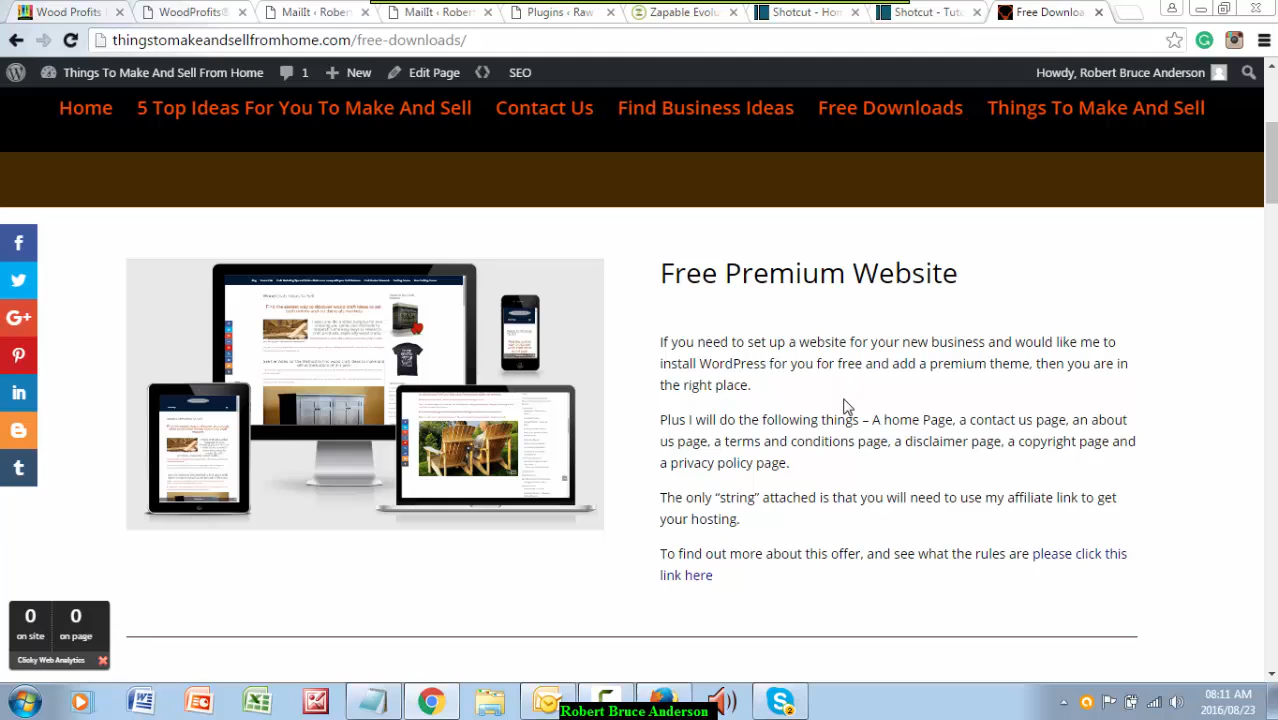 Wood Profits
WoodProfits®
MailIt ‹ Robert
MailIt ‹ Robert
Plugins ‹ Raw
Zapable Evolu
Shotcut - Hom
Shotcut - Tuto
Free Downloa
thingstomakeandsellfromhome.com/free-downloads/
Things To Make And Sell From Home
1
New
Edit Page
SEO
Howdy, Robert Bruce Anderson
Home
5 Top Ideas For You To Make And Sell
Contact Us
Find Business Ideas
Free Downloads
Things To Make And Sell
Free Premium Website
If you need to set up a website for your new business and would like me to
install WordPress for you for free and add a premium theme, then you are in
the right place.
Plus I will do the following things – A home Page, a contact us page, an about
us page, a terms and conditions page, a disclaimer page, a copyright page and
a privacy policy page.
The only “string” attached is that you will need to use my affiliate link to get
your hosting.
To find out more about this offer, and see what the rules are please click this
link here
0
on site
0
on page
Clicky Web Analytics
2
08:11 AM
2016/08/23
Robert Bruce Anderson